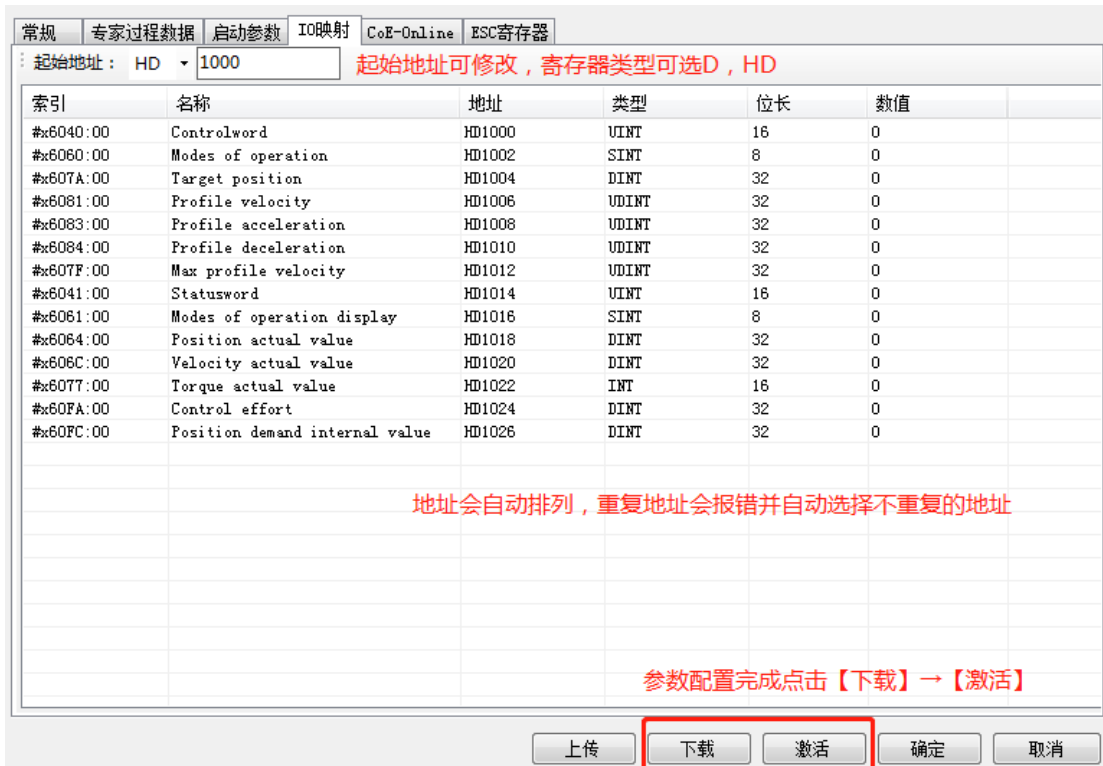 常规 专家过程数据 启动参数 IO映射 CoE-Online ESC寄存器
起始地址： HD 1000 起始地址可修改，寄存器类型可选D，HD
索引 名称 地址 类型 位长 数值
#x6040:00 Controlword HD1000 UINT 16 0
#x6060:00 Modes of operation HD1002 SINT 8 0
#x607A:00 Target position HD1004 DINT 32 0
#x6081:00 Profile velocity HD1006 UDINT 32 0
#x6083:00 Profile acceleration HD1008 UDINT 32 0
#x6084:00 Profile deceleration HD1010 UDINT 32 0
#x607F:00 Max profile velocity HD1012 UDINT 32 0
#x6041:00 Statusword HD1014 UINT 16 0
#x6061:00 Modes of operation display HD1016 SINT 8 0
#x6064:00 Position actual value HD1018 DINT 32 0
#x606C:00 Velocity actual value HD1020 DINT 32 0
#x6077:00 Torque actual value HD1022 INT 16 0
#x60FA:00 Control effort HD1024 DINT 32 0
#x60FC:00 Position demand internal value HD1026 DINT 32 0
地址会自动排列，重复地址会报错并自动选择不重复的地址
参数配置完成点击【下载】→【激活】
上传 下载 激活 确定 取消